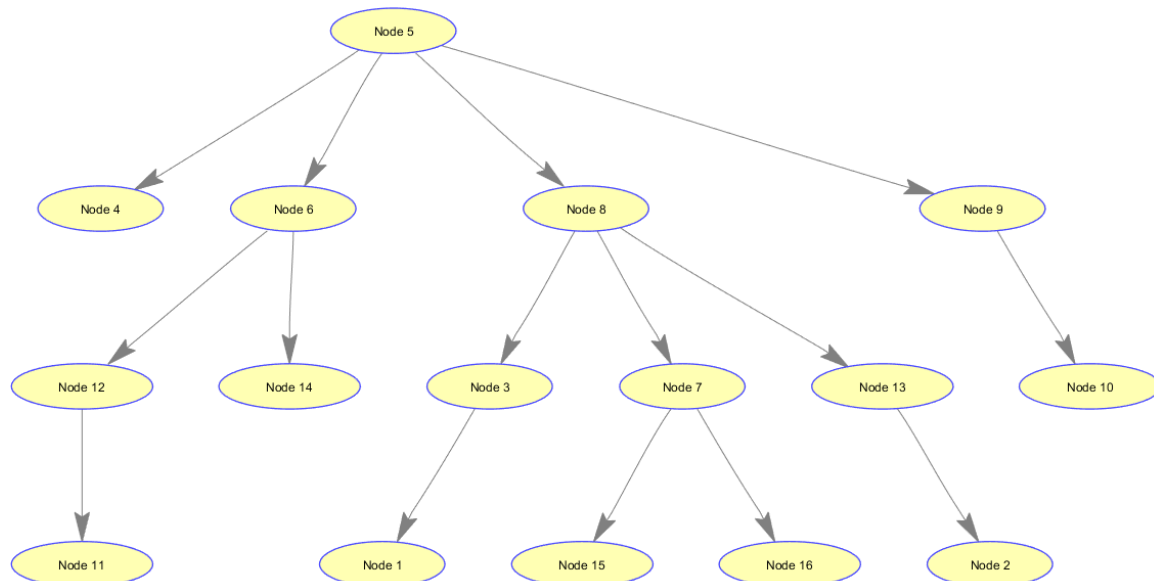 Node 5
Node 4
Node 6
Node 8
Node 9
Node 12
Node 14
Node 3
Node 7
Node 13
Node 10
Node 11
Node 1
Node 15
Node 16
Node 2